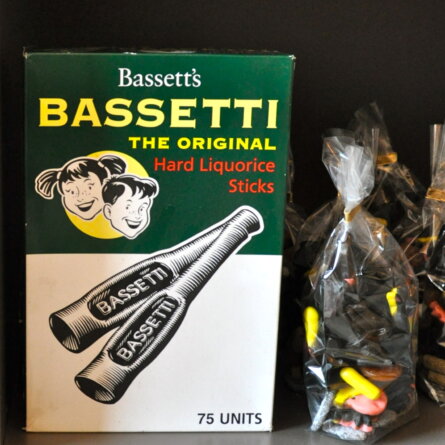 Bassett's
BASSETTI
THE ORIGINAL
Hard Liquorice
Sticks
BASSETTI
BASSETTI
75 UNITS